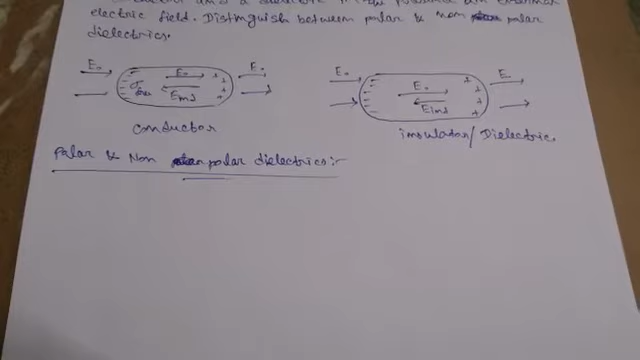 electric field. Distinguish between polar & non polar
dielectrics.
E₀ E₀ E₀
Eind
conductor
E₀ E₀ E₀
Eind
insulator/Dielectric.
Polar & Non polar dielectrics:-